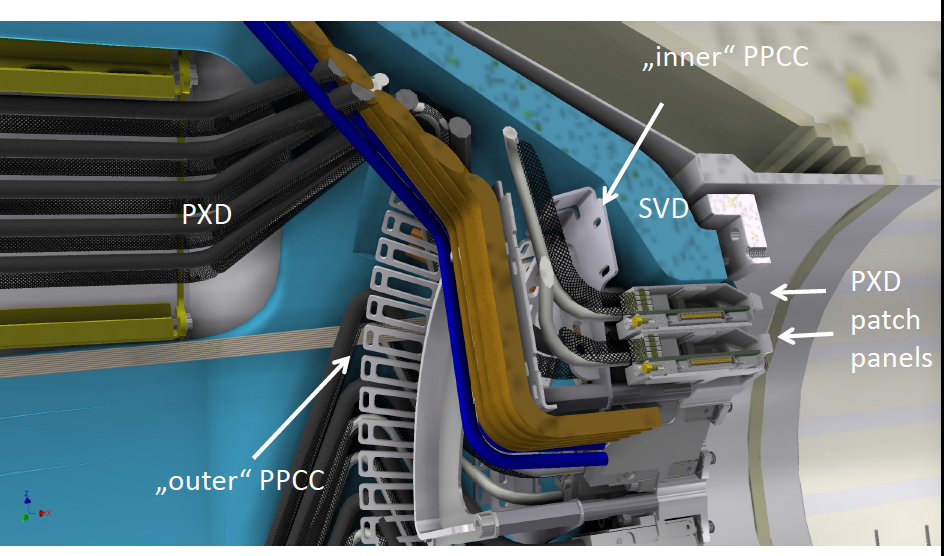 „inner“ PPCC
PXD
SVD
PXD
patch
panels
„outer“ PPCC
Z
X